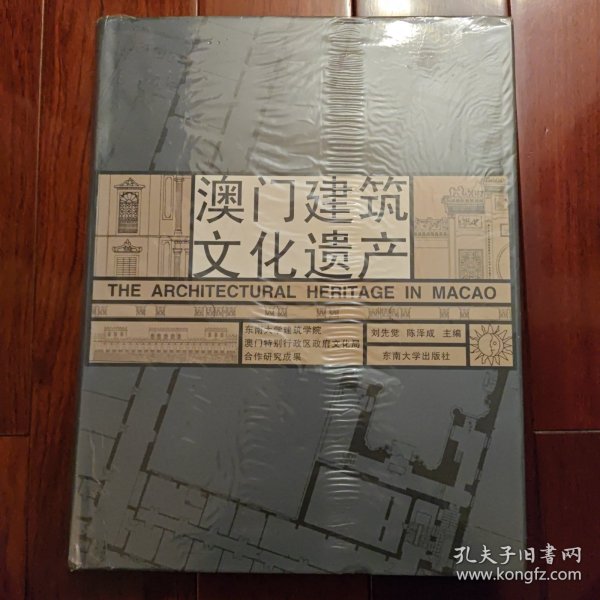 澳门建筑
文化遗产
THE ARCHITECTURAL HERITAGE IN MACAO
东南大学建筑学院
澳门特别行政区政府文化局
合作研究成果
刘先觉 陈泽成 主编
东南大学出版社
孔夫子旧书网
www.kongfz.com